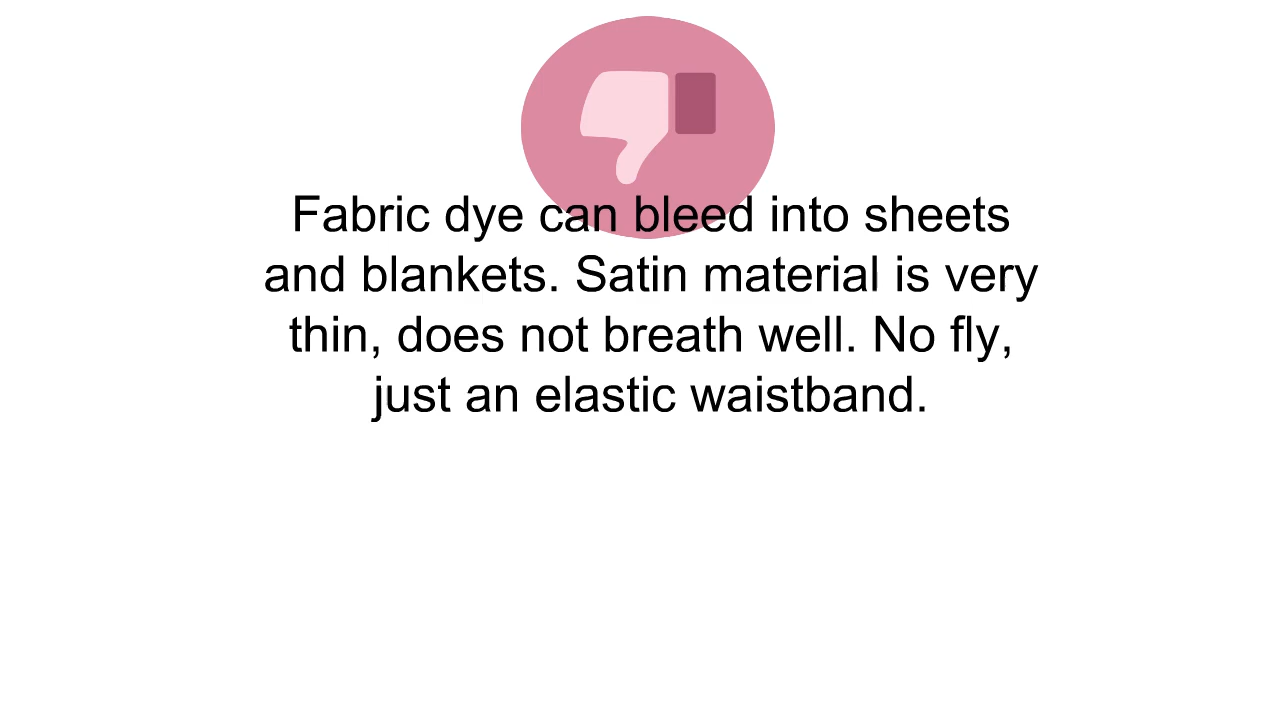 Fabric dye can bleed into sheets
and blankets. Satin material is very
thin, does not breath well. No fly,
just an elastic waistband.